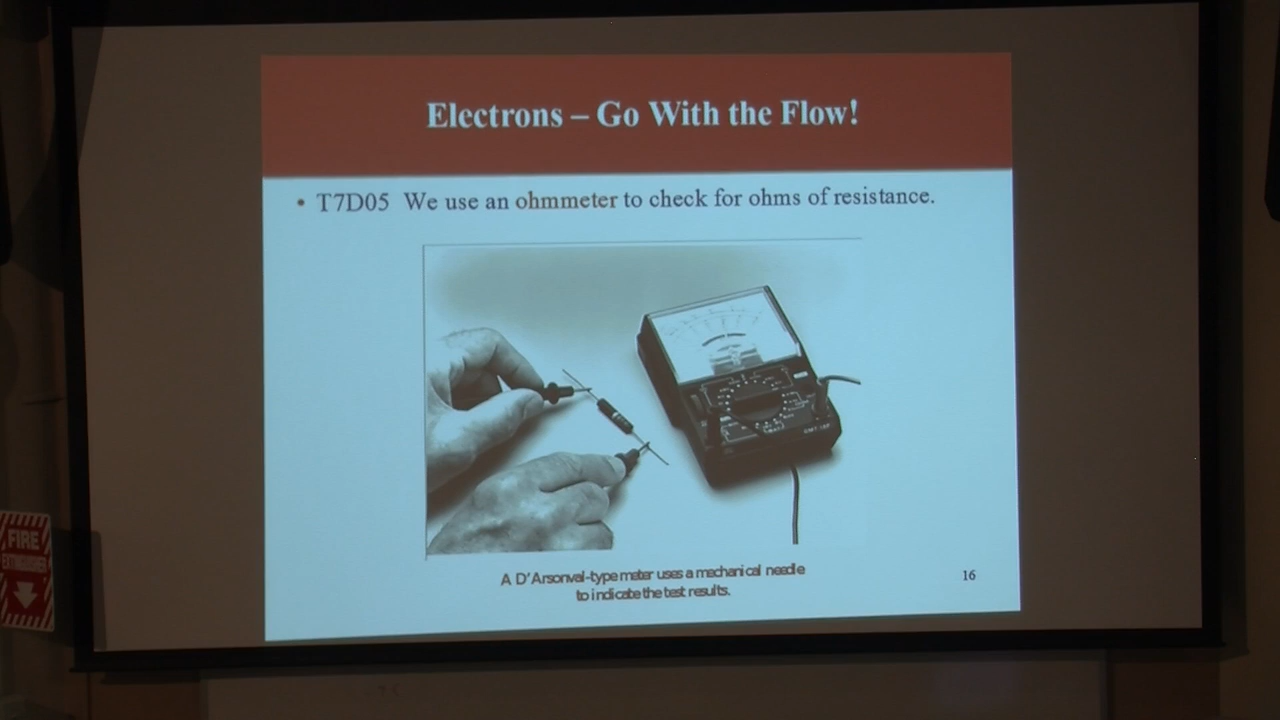 Electrons – Go With the Flow!
• T7D05 We use an ohmmeter to check for ohms of resistance.
A D'Arsonval-type meter uses a mechanical needle
to indicate the test results.
16
FIRE
EXTINGUISHER